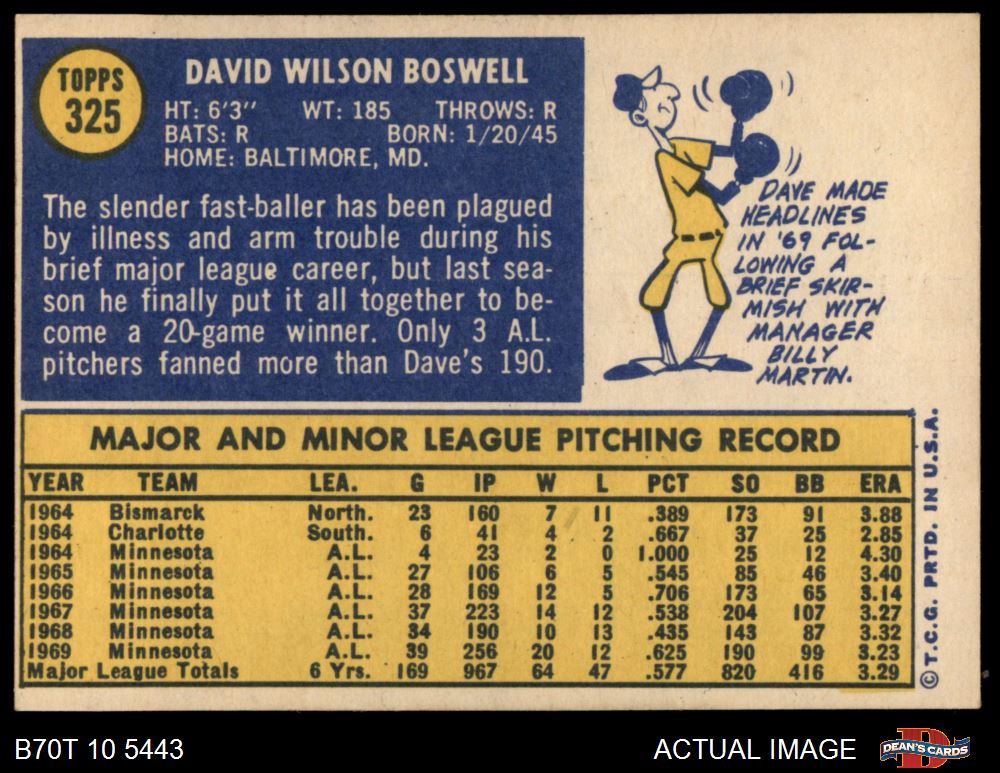 TOPPS
325
DAVID WILSON BOSWELL
HT: 6'3" WT: 185 THROWS: R
BATS: R BORN: 1/20/45
HOME: BALTIMORE, MD.
The slender fast-baller has been plagued
by illness and arm trouble during his
brief major league career, but last sea-
son he finally put it all together to be-
come a 20-game winner. Only 3 A.L.
pitchers fanned more than Dave's 190.
DAVE MADE
HEADLINES
IN '69 FOL-
LOWING A
BRIEF SKIR-
MISH WITH
MANAGER
BILLY
MARTIN.
MAJOR AND MINOR LEAGUE PITCHING RECORD
YEAR TEAM LEA. G IP W L PCT SO BB ERA
1964 Bismarck North. 23 160 7 11 .389 173 91 3.88
1964 Charlotte South. 6 41 4 2 .667 37 25 2.85
1964 Minnesota A.L. 4 23 2 0 1.000 25 12 4.30
1965 Minnesota A.L. 27 106 6 5 .545 85 46 3.40
1966 Minnesota A.L. 28 169 12 5 .706 173 65 3.14
1967 Minnesota A.L. 37 223 14 12 .538 204 107 3.27
1968 Minnesota A.L. 34 190 10 13 .435 143 87 3.32
1969 Minnesota A.L. 39 256 20 12 .625 190 99 3.23
Major League Totals 6 Yrs. 169 967 64 47 .577 820 416 3.29
© T.C.G. PRTD. IN U.S.A.
B70T 10 5443
ACTUAL IMAGE
DEAN'S CARDS